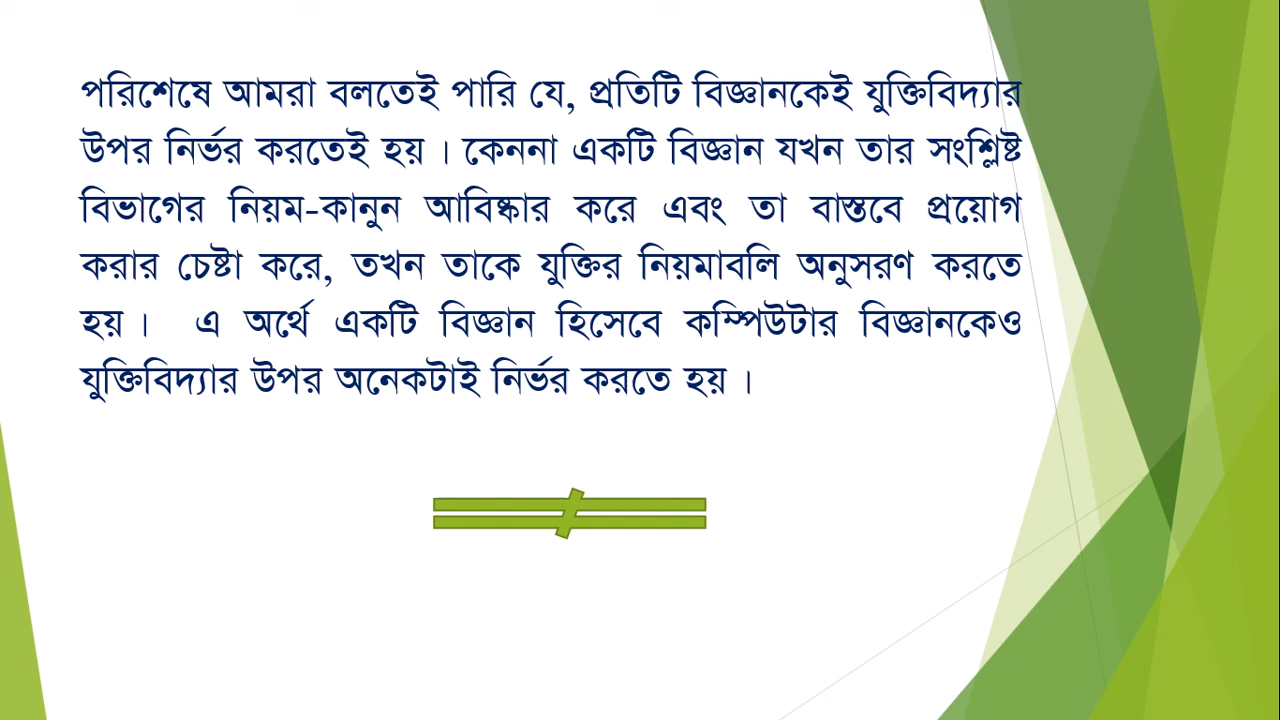 পরিশেষে আমরা বলতেই পারি যে, প্রতিটি বিজ্ঞানকেই যুক্তিবিদ্যার
উপর নির্ভর করতেই হয় । কেননা একটি বিজ্ঞান যখন তার সংশ্লিষ্ট
বিভাগের নিয়ম-কানুন আবিষ্কার করে এবং তা বাস্তবে প্রয়োগ
করার চেষ্টা করে, তখন তাকে যুক্তির নিয়মাবলি অনুসরণ করতে
হয় । এ অর্থে একটি বিজ্ঞান হিসেবে কম্পিউটার বিজ্ঞানকেও
যুক্তিবিদ্যার উপর অনেকটাই নির্ভর করতে হয় ।